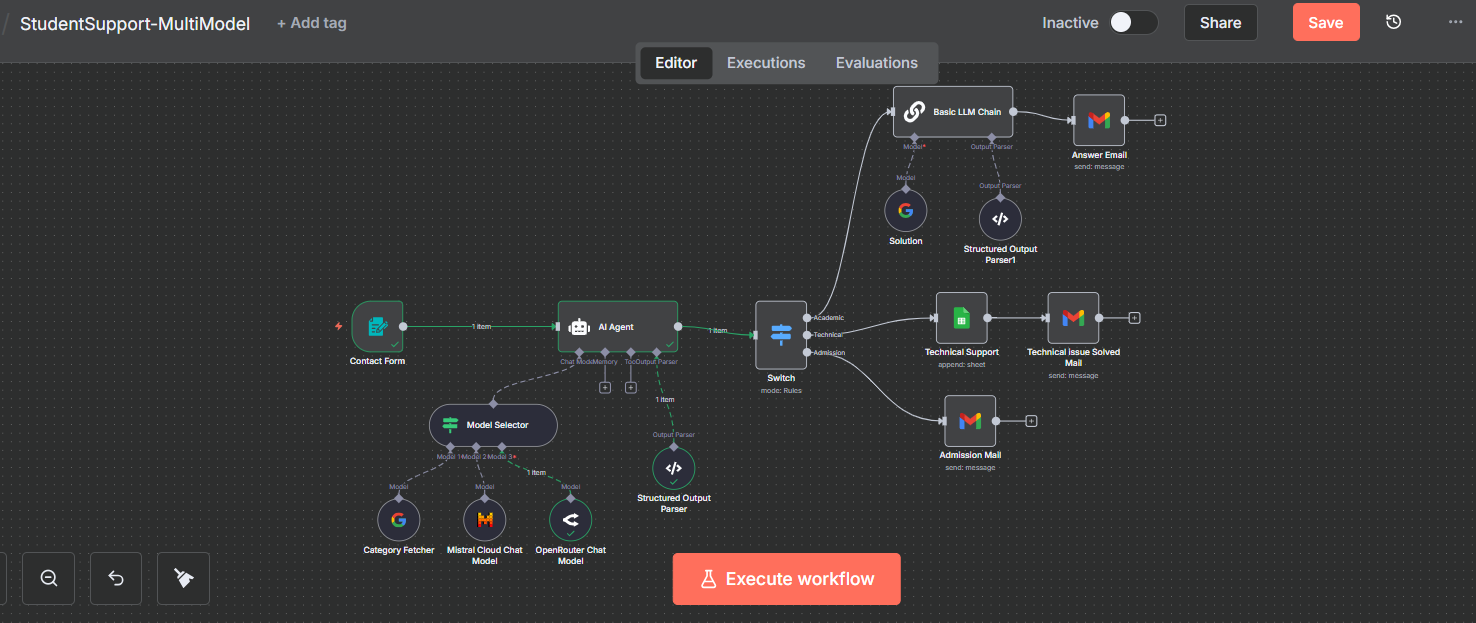 StudentSupport-MultiModel
+ Add tag
Inactive
Share
Save
Editor
Executions
Evaluations
Basic LLM Chain
Model*
Output Parser
Answer Email
send: message
Model
Output Parser
Solution
Structured Output
Parser1
Contact Form
1 item
AI Agent
Chat Model
Memory
Tool
Output Parser
1 item
Academic
Technical
Admission
Switch
mode: Rules
Technical Support
append: sheet
Technical Issue Solved
Mail
send: message
Admission Mail
send: message
Model Selector
Model 1
Model 2
Model 3*
1 item
1 item
Output Parser
Structured Output
Parser
Model
Model
Model
Category Fetcher
Mistral Cloud Chat
Model
OpenRouter Chat
Model
Execute workflow